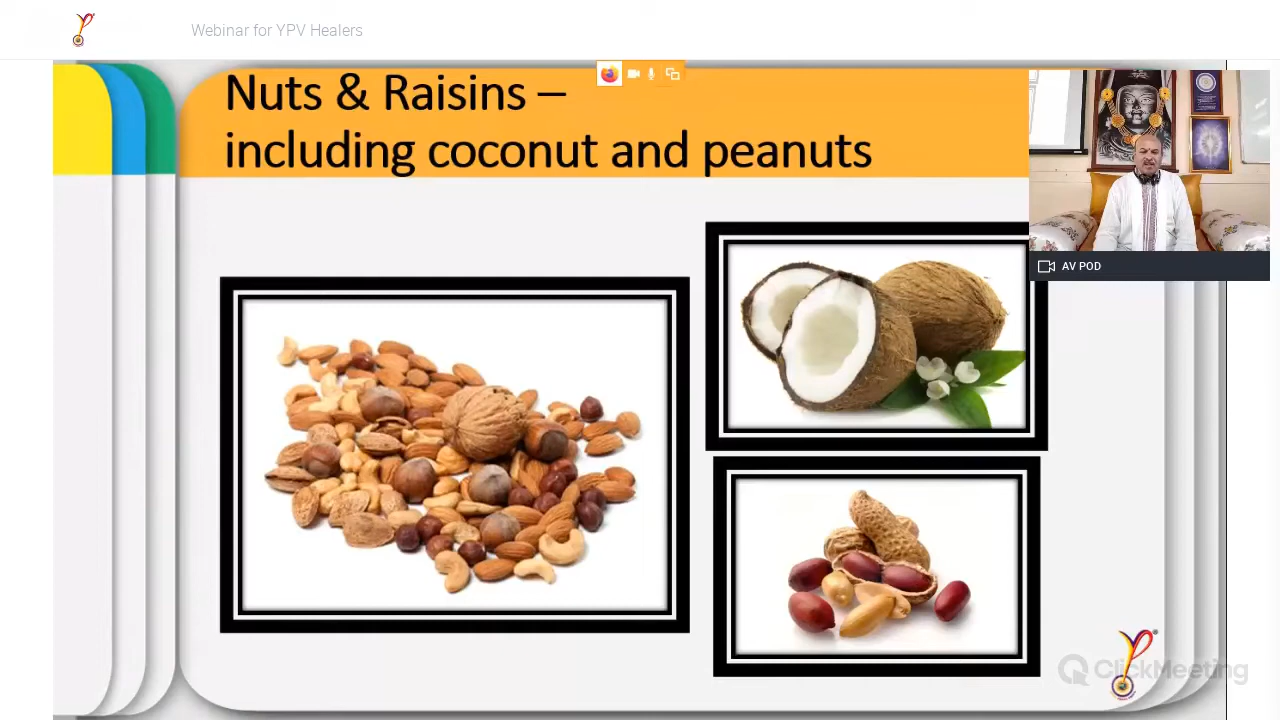 Webinar for YPV Healers
Nuts & Raisins –
including coconut and peanuts
AV POD
ClickMeeting